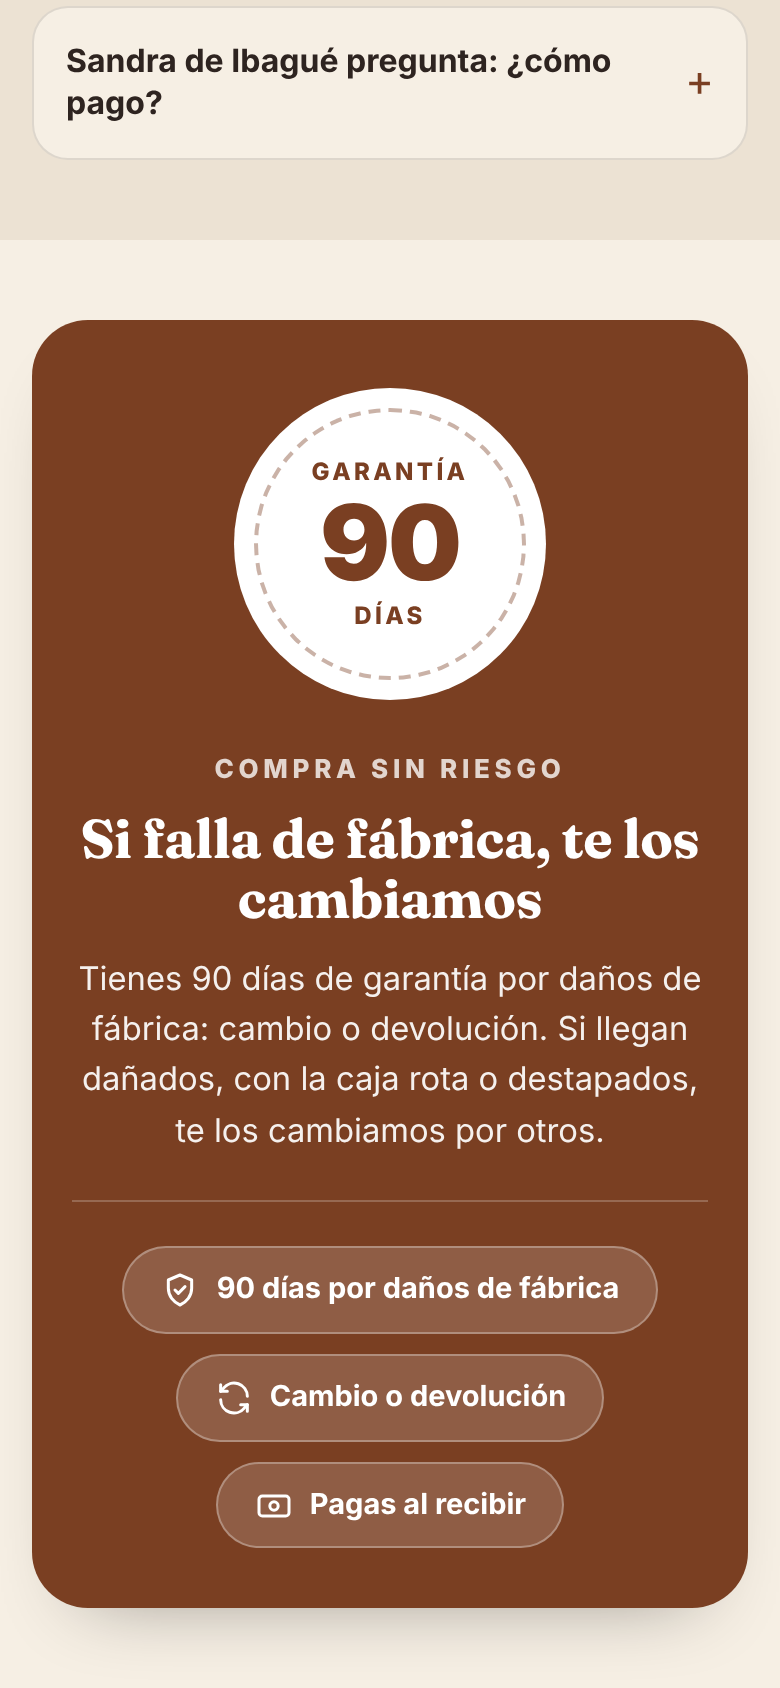 Sandra de Ibagué pregunta: ¿cómo
pago?
+
GARANTÍA
90
DÍAS
COMPRA SIN RIESGO
Si falla de fábrica, te los
cambiamos
Tienes 90 días de garantía por daños de
fábrica: cambio o devolución. Si llegan
dañados, con la caja rota o destapados,
te los cambiamos por otros.
90 días por daños de fábrica
Cambio o devolución
Pagas al recibir